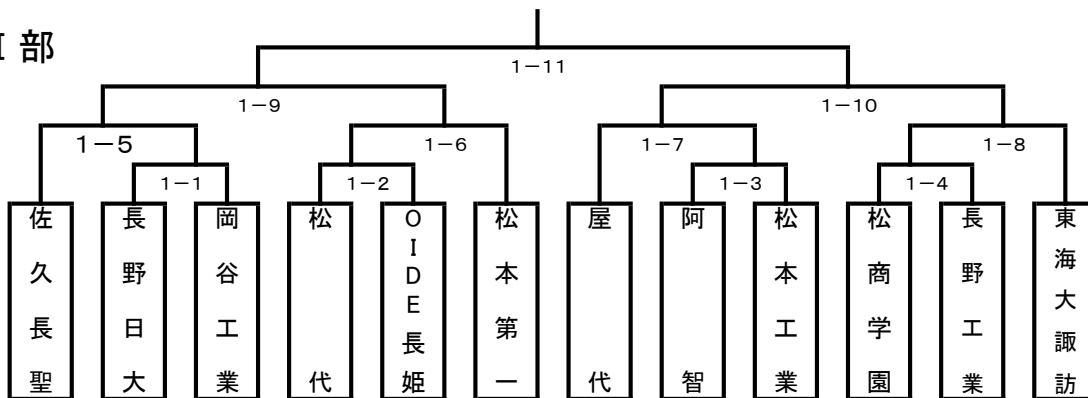 部
1－11
1－9
1－10
1－5
1－6
1－7
1－8
1－1
1－2
1－3
1－4
佐久長聖
長野日大
岡谷工業
松代
OIDE長姫
松本第一
屋代
阿智
松本工業
松商学園
長野工業
東海大諏訪